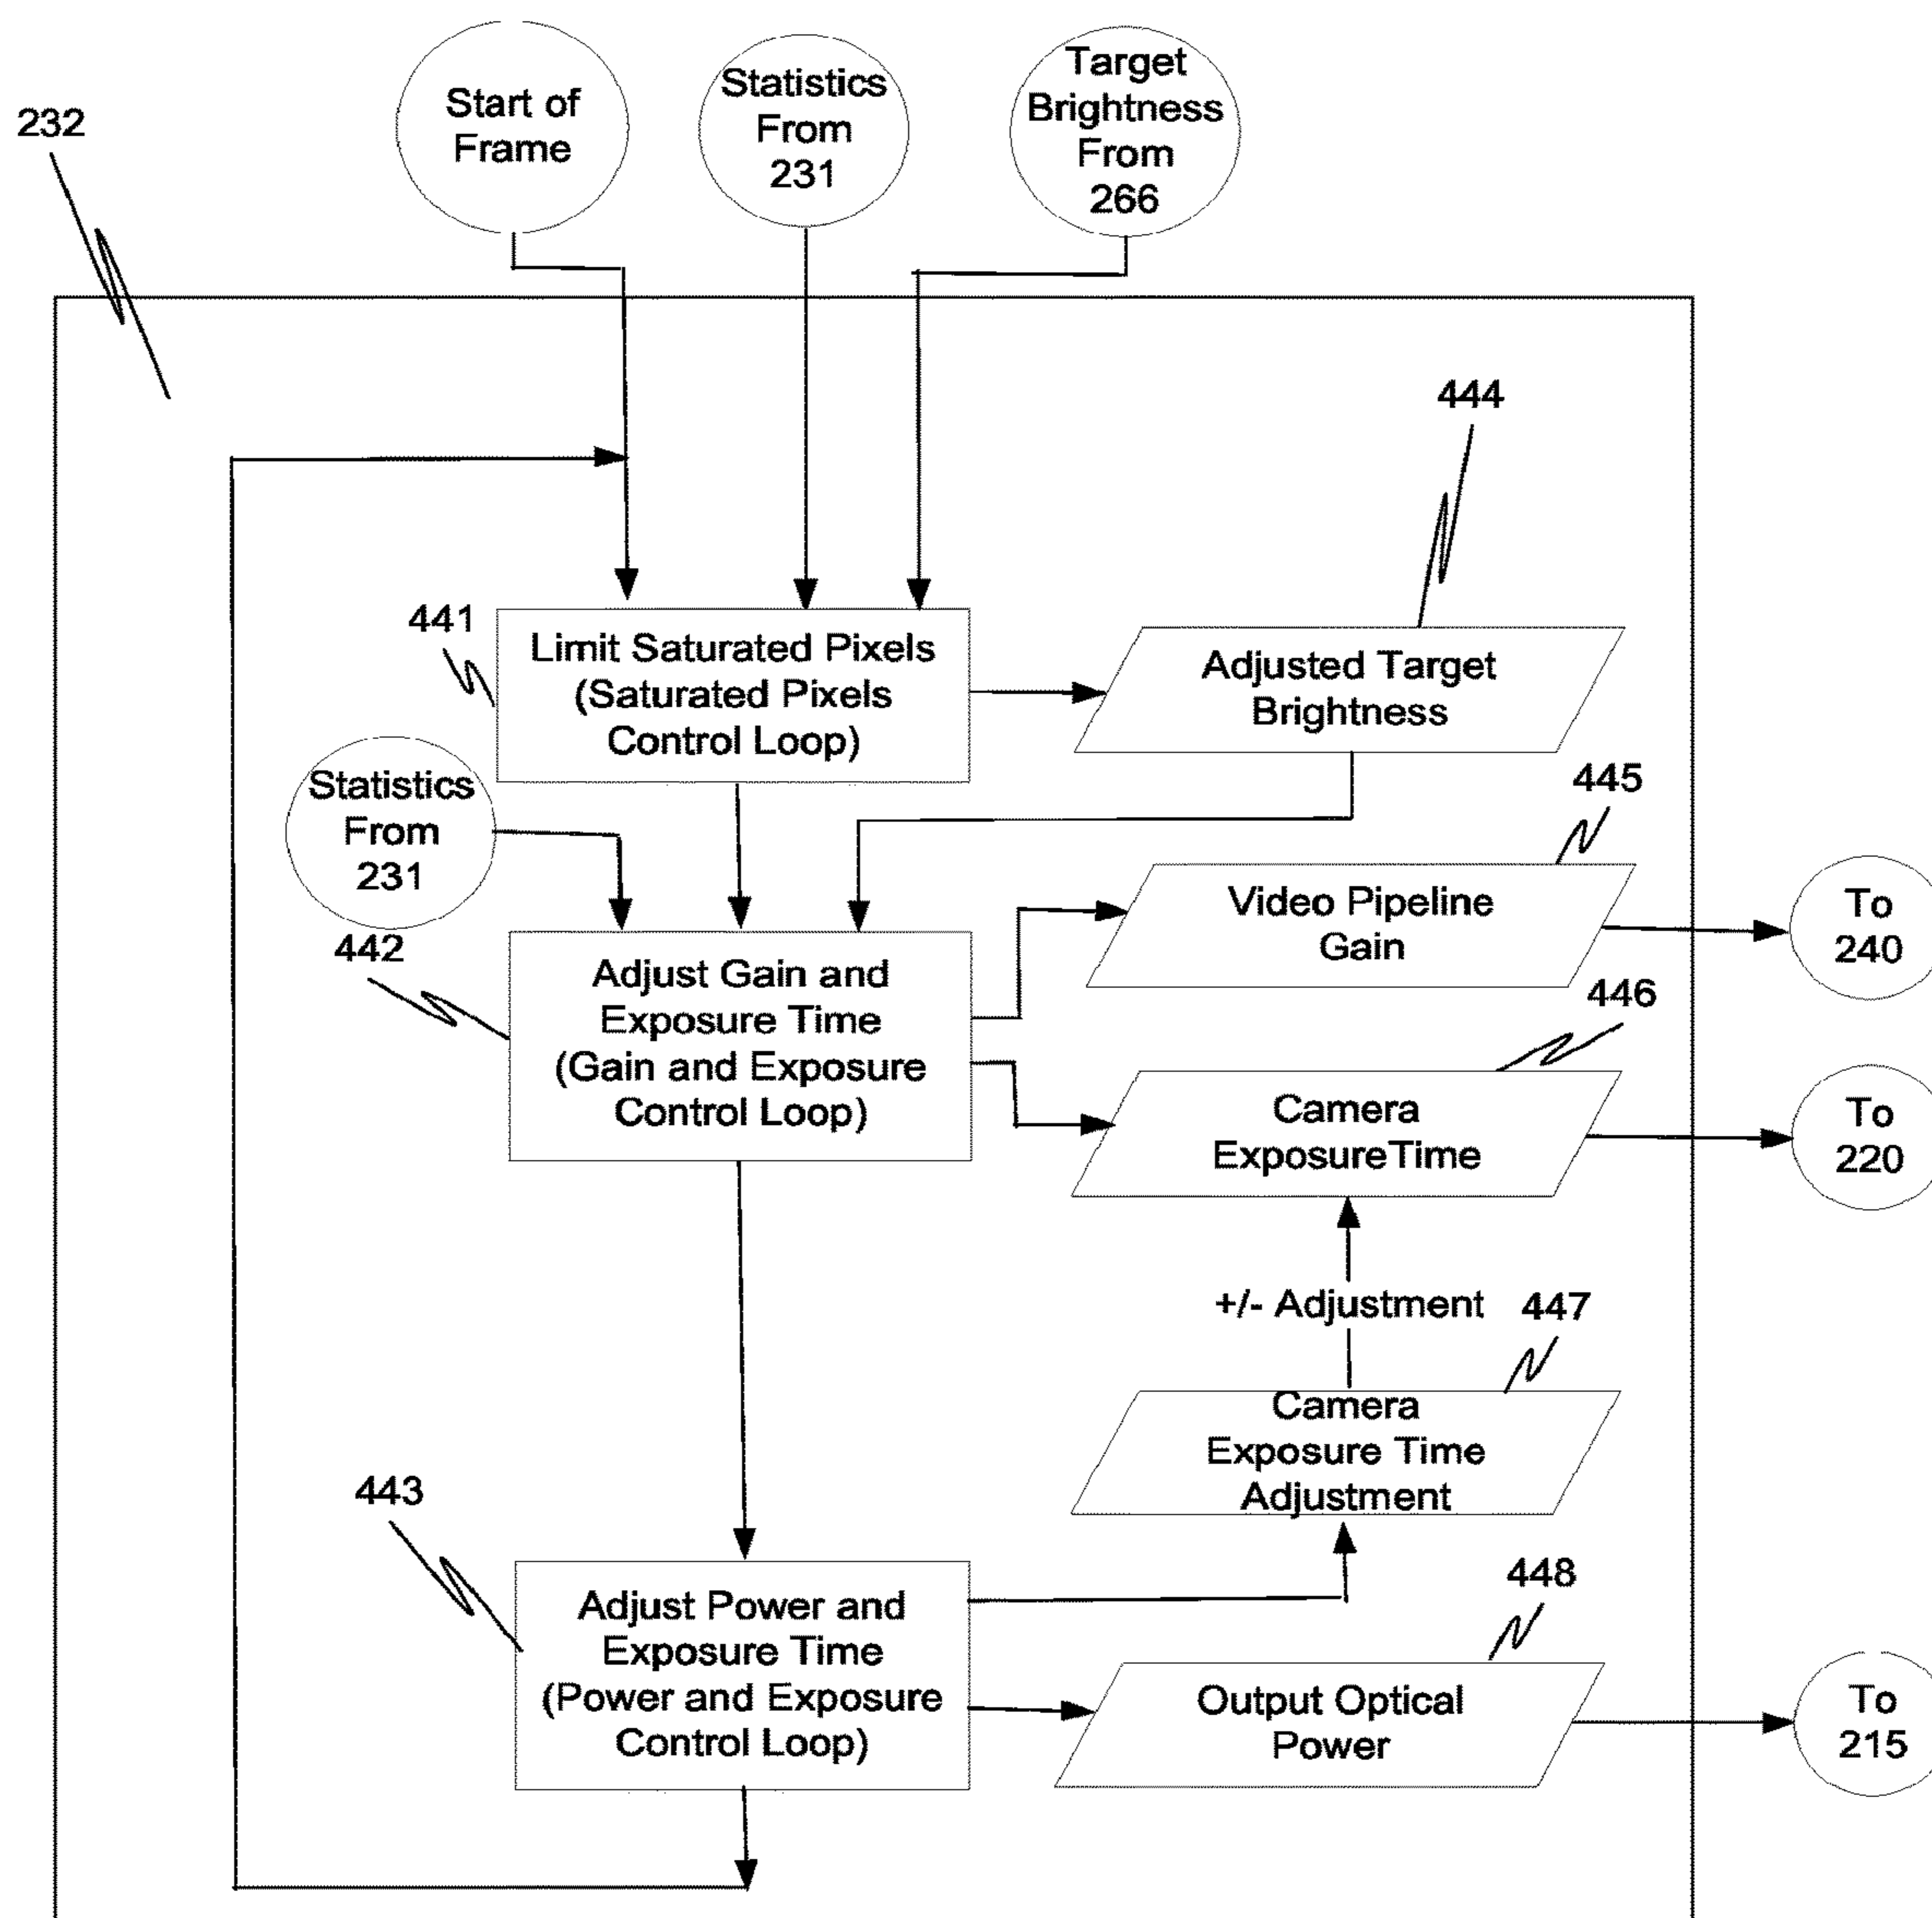 232
Start of
Frame
Statistics
From
231
Target
Brightness
From
266
444
441
Limit Saturated Pixels
(Saturated Pixels
Control Loop)
Adjusted Target
Brightness
445
Statistics
From
231
Video Pipeline
Gain
To
240
442
Adjust Gain and
Exposure Time
(Gain and Exposure
Control Loop)
446
Camera
ExposureTime
To
220
+/- Adjustment
447
Camera
Exposure Time
Adjustment
443
Adjust Power and
Exposure Time
(Power and Exposure
Control Loop)
448
Output Optical
Power
To
215